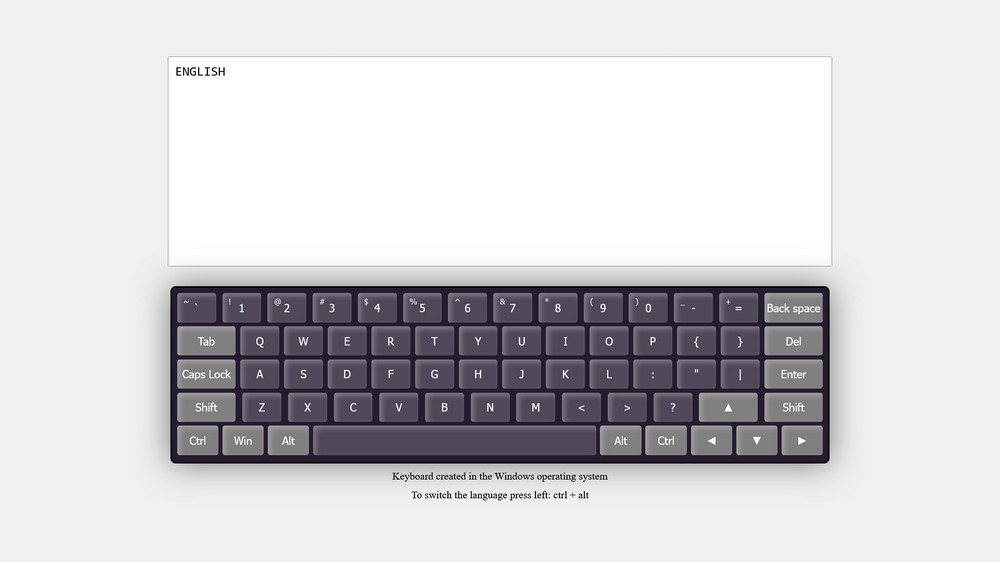 ENGLISH
~ ` ! 1 @ 2 # 3 $ 4 % 5 ^ 6 & 7 * 8 ( 9 ) 0 _ - + = Back space
Tab Q W E R T Y U I O P { } Del
Caps Lock A S D F G H J K L : " | Enter
Shift Z X C V B N M < > ? ▲ Shift
Ctrl Win Alt Alt Ctrl ◄ ▼ ►
Keyboard created in the Windows operating system
To switch the language press left: ctrl + alt